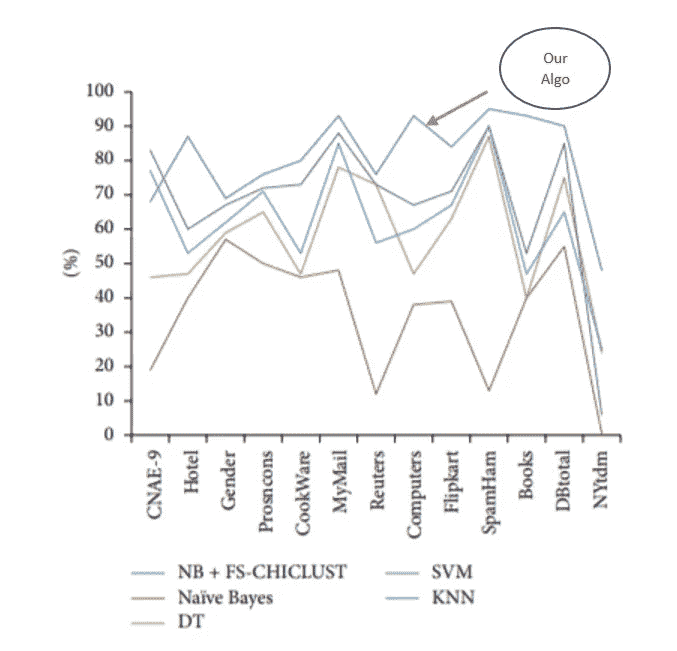 Our
Algo
100
90
80
70
60
50
40
30
20
10
0
(%)
CNAE-9
Hotel
Gender
Prosncons
CookWare
MyMail
Reuters
Computers
Flipkart
SpamHam
Books
DBtotal
NYtdm
NB + FS-CHICLUST
SVM
Naïve Bayes
KNN
DT